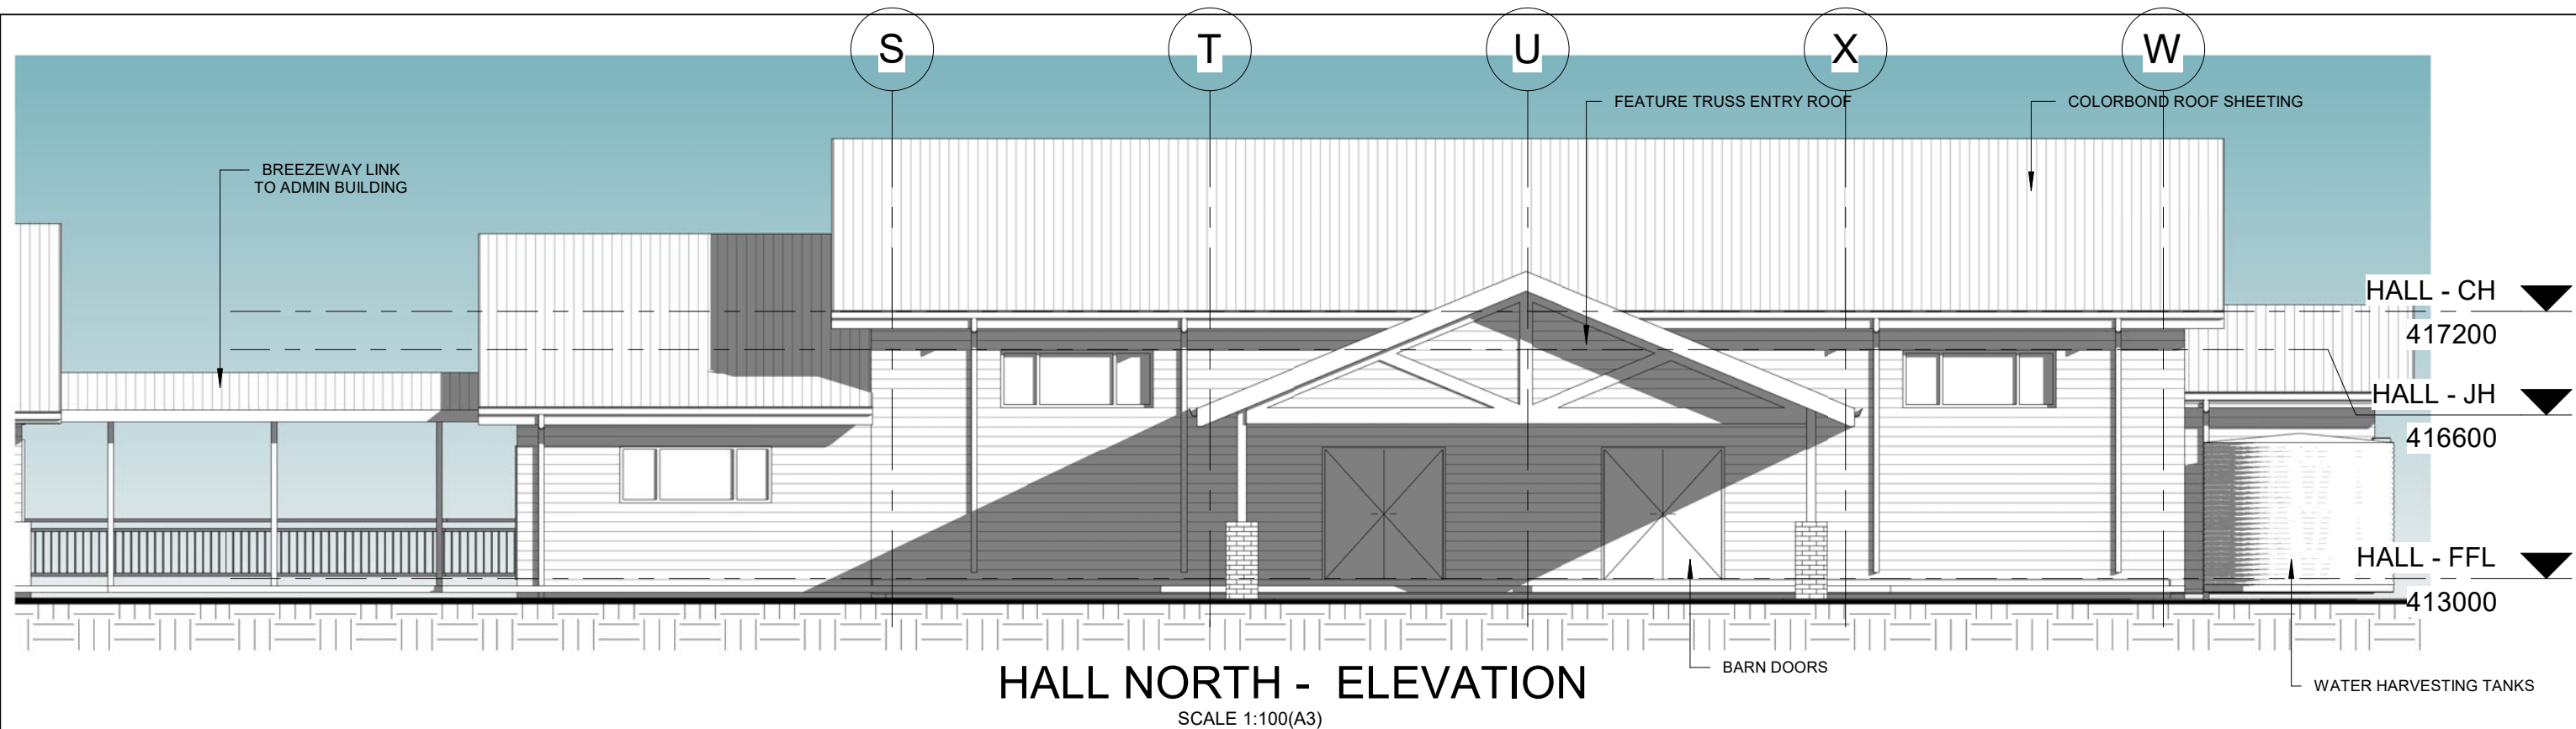 S
T
U
X
W
FEATURE TRUSS ENTRY ROOF
COLORBOND ROOF SHEETING
BREEZEWAY LINK
TO ADMIN BUILDING
HALL - CH
417200
HALL - JH
416600
HALL - FFL
413000
BARN DOORS
WATER HARVESTING TANKS
HALL NORTH - ELEVATION
SCALE 1:100(A3)